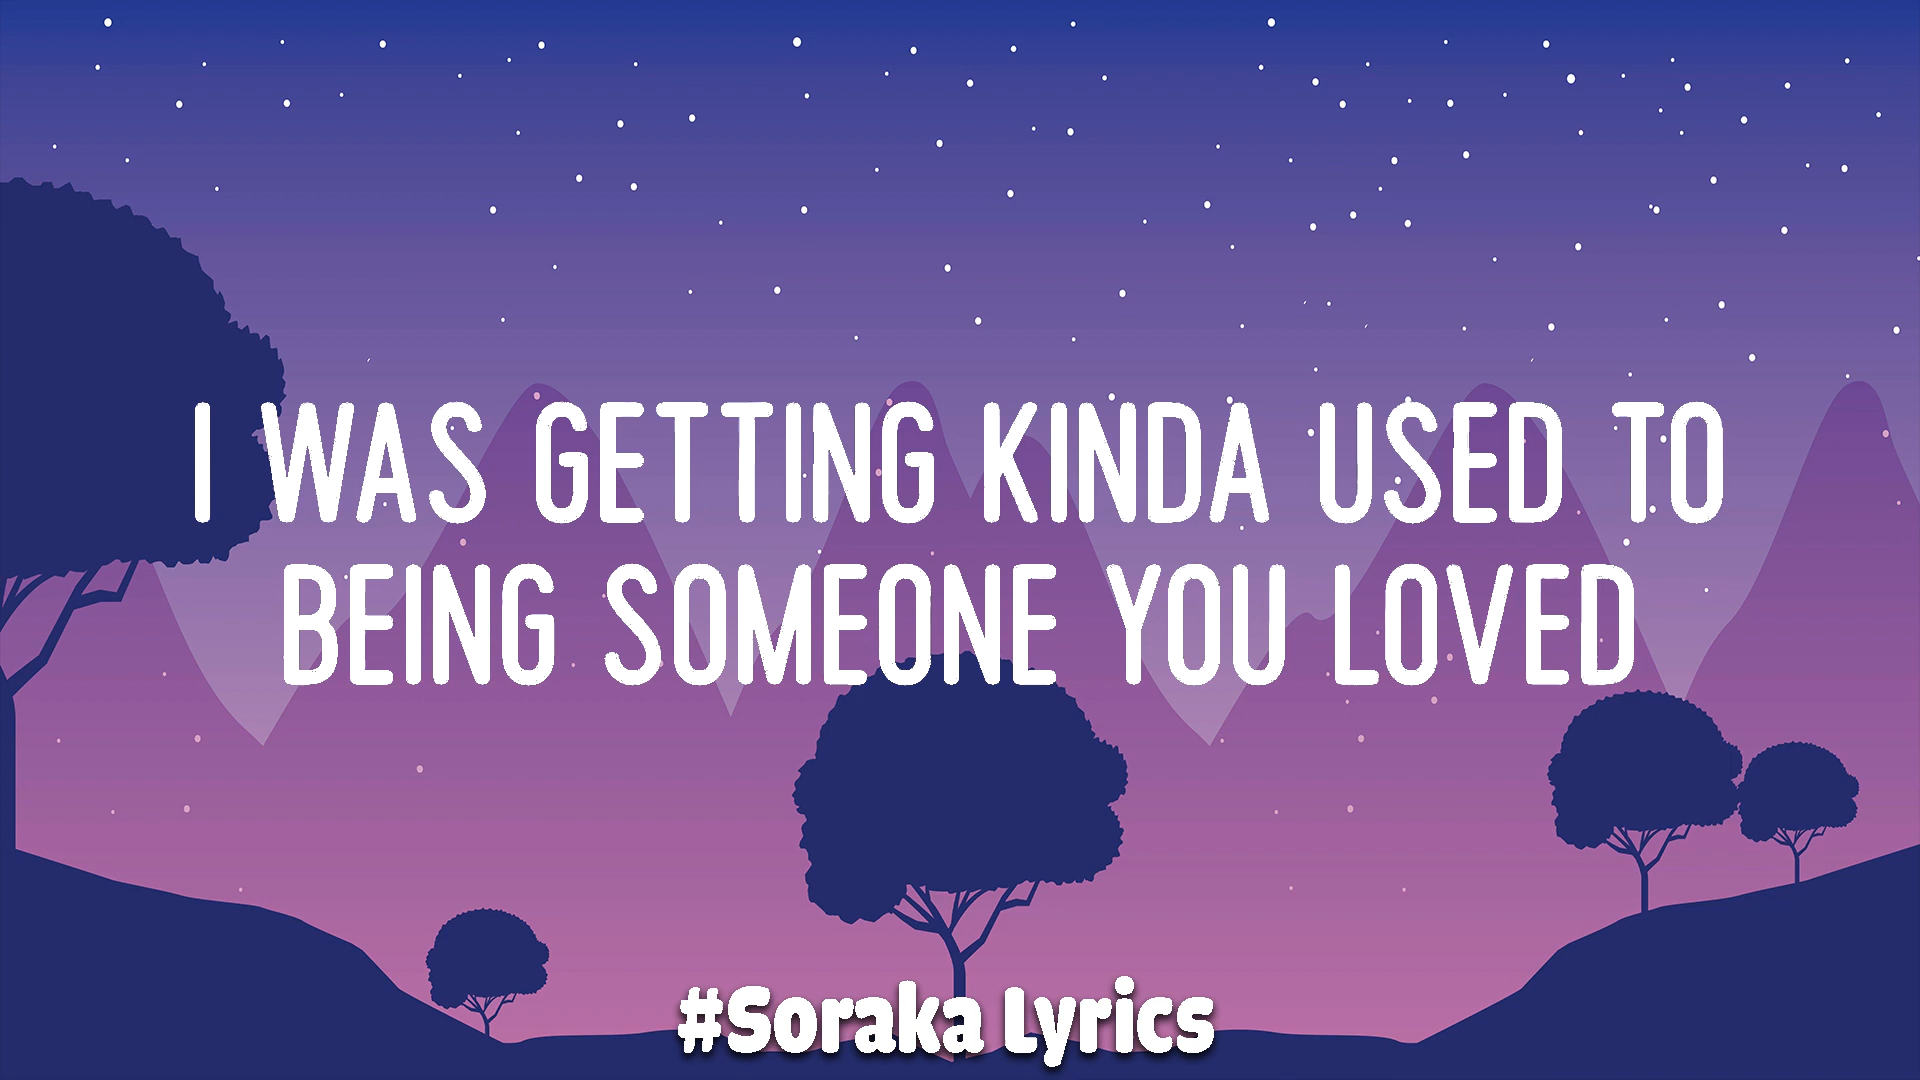 I WAS GETTING KINDA USED TO
BEING SOMEONE YOU LOVED
#Soraka Lyrics